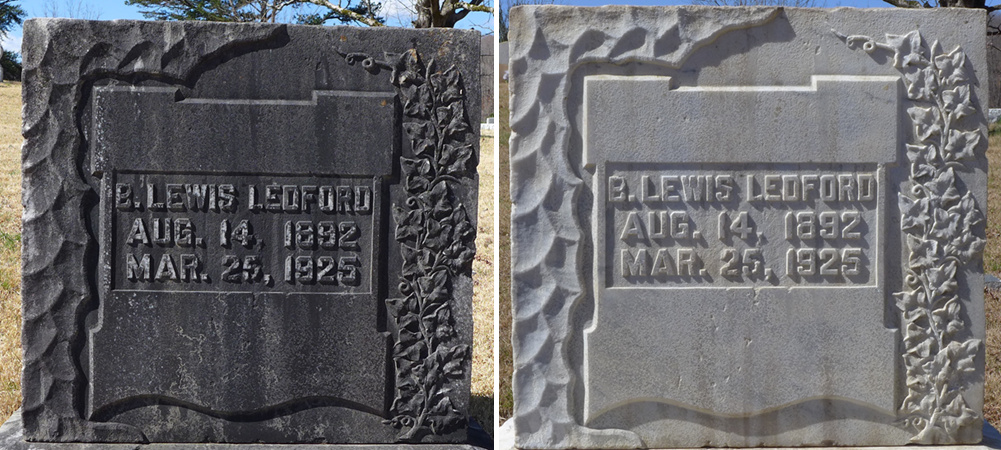 B. LEWIS LEDFORD
AUG. 14, 1892
MAR. 25, 1925
B. LEWIS LEDFORD
AUG. 14, 1892
MAR. 25, 1925